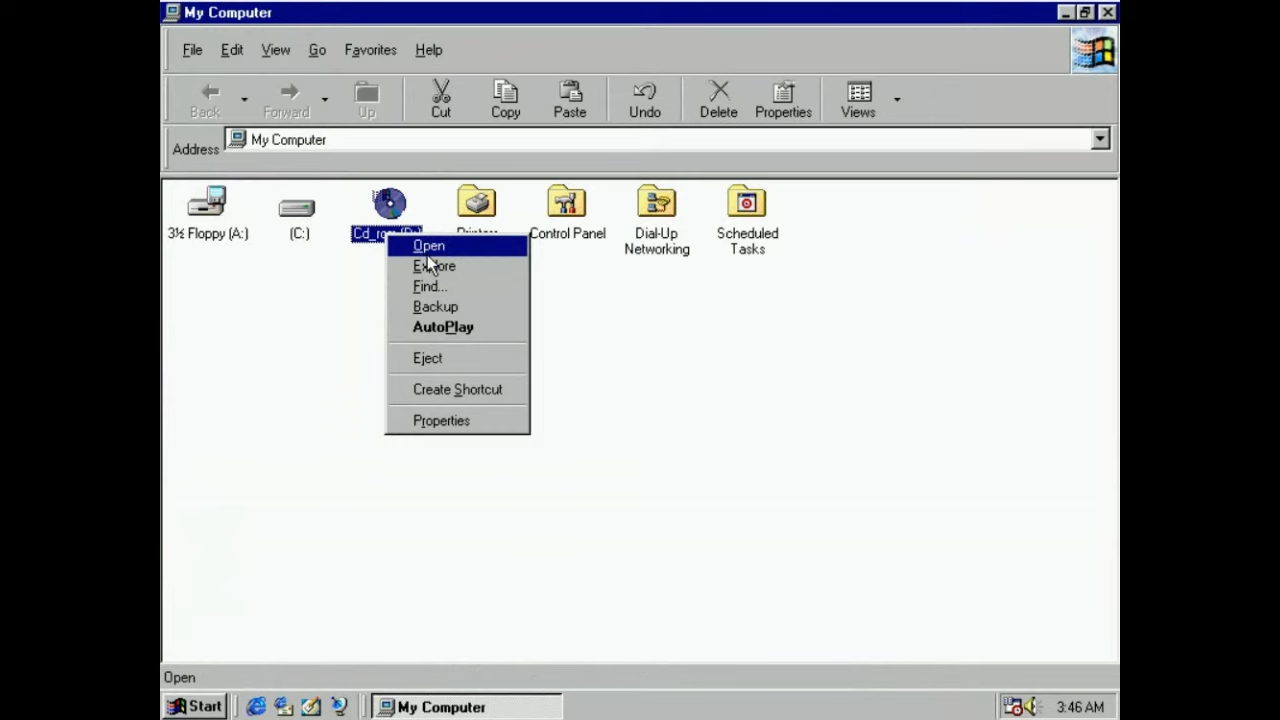 My Computer
File Edit View Go Favorites Help
Back Forward Up Cut Copy Paste Undo Delete Properties Views
Address My Computer
3½ Floppy (A:) (C:) Control Panel Dial-Up Networking Scheduled Tasks
Open
Explore
Find...
Backup
AutoPlay
Eject
Create Shortcut
Properties
Open
Start My Computer 3:46 AM